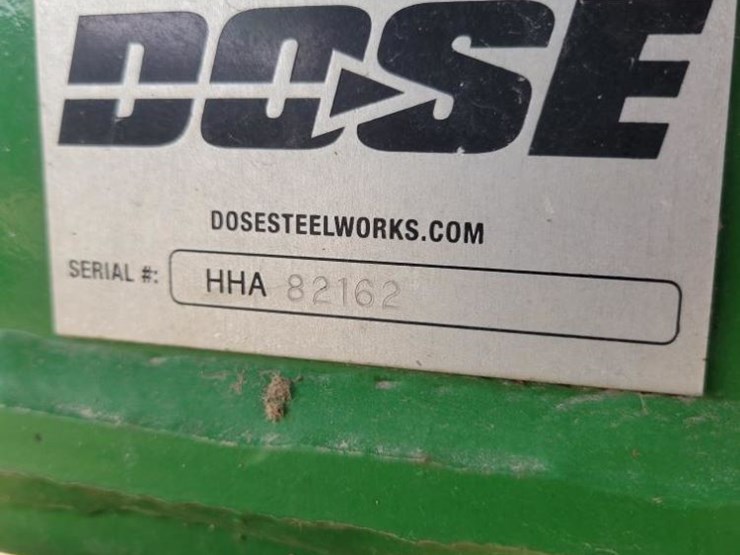 DOSE
DOSESTEELWORKS.COM
SERIAL #: HHA 82162